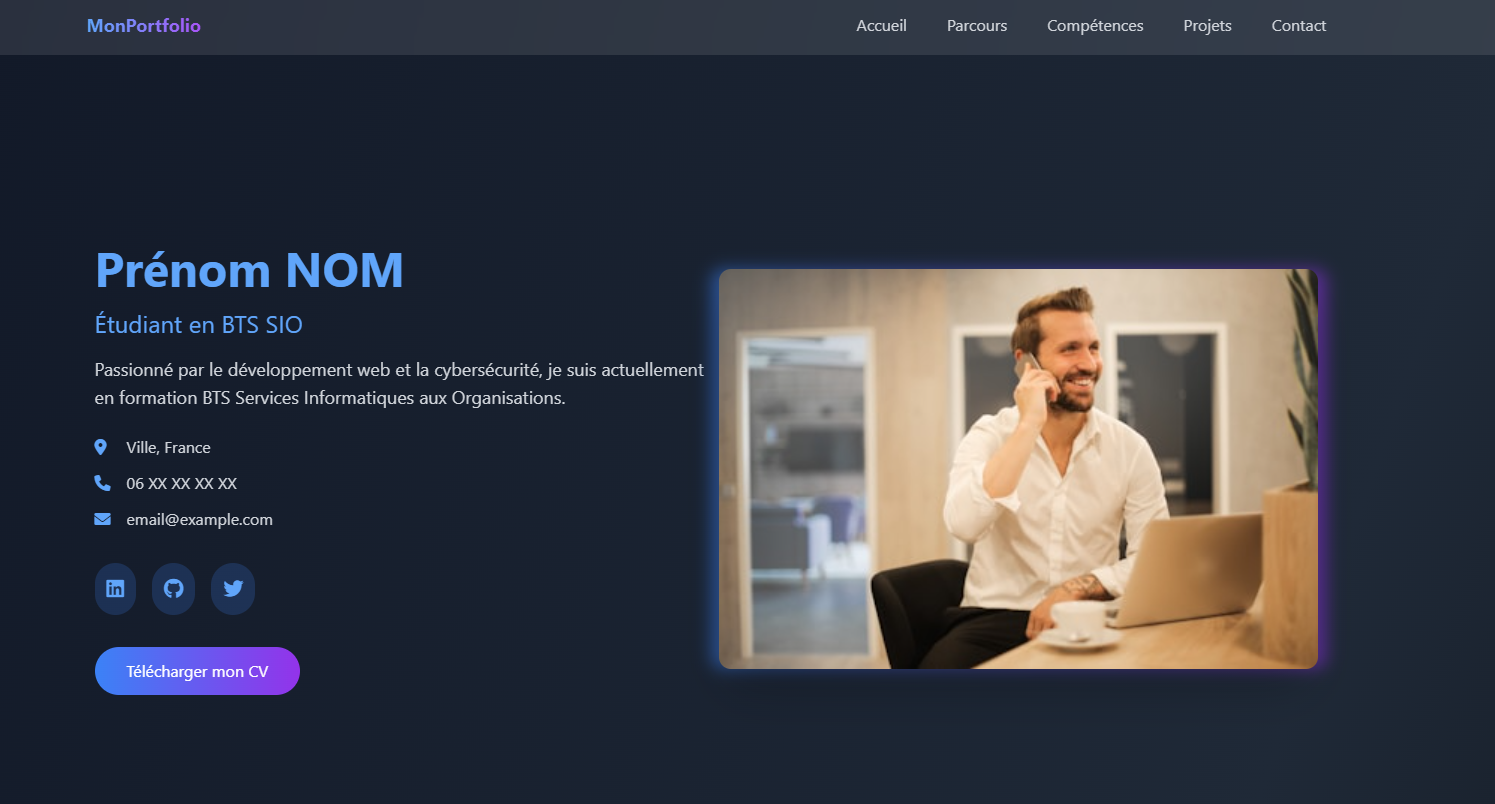 MonPortfolio
Accueil Parcours Compétences Projets Contact
Prénom NOM
Étudiant en BTS SIO
Passionné par le développement web et la cybersécurité, je suis actuellement
en formation BTS Services Informatiques aux Organisations.
Ville, France
06 XX XX XX XX
email@example.com
in
Télécharger mon CV